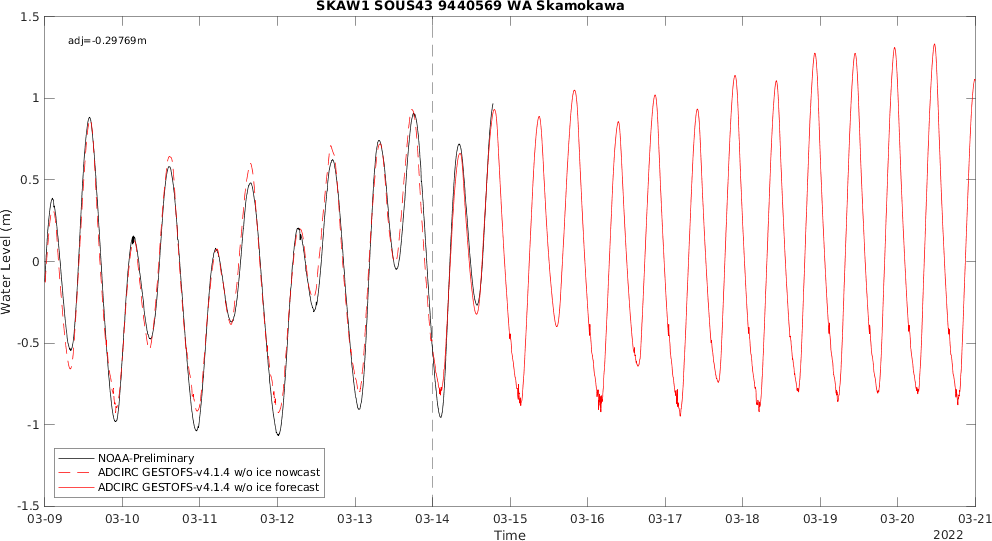 SKAW1 SOUS43 9440569 WA Skamokawa
adj=-0.29769m
Water Level (m)
1.5
1
0.5
0
-0.5
-1
-1.5
NOAA-Preliminary
ADCIRC GESTOFS-v4.1.4 w/o ice nowcast
ADCIRC GESTOFS-v4.1.4 w/o ice forecast
03-09 03-10 03-11 03-12 03-13 03-14 03-15 03-16 03-17 03-18 03-19 03-20 03-21
Time
2022